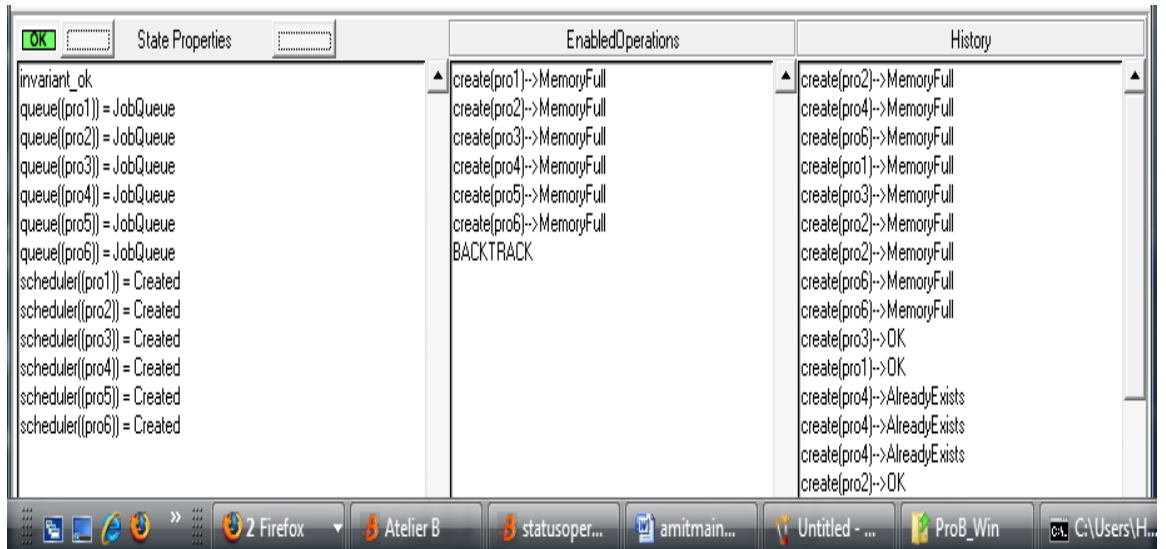 OK State Properties
invariant_ok
queue((pro1)) = JobQueue
queue((pro2)) = JobQueue
queue((pro3)) = JobQueue
queue((pro4)) = JobQueue
queue((pro5)) = JobQueue
queue((pro6)) = JobQueue
scheduler((pro1)) = Created
scheduler((pro2)) = Created
scheduler((pro3)) = Created
scheduler((pro4)) = Created
scheduler((pro5)) = Created
scheduler((pro6)) = Created
EnabledOperations
create(pro1)-->MemoryFull
create(pro2)-->MemoryFull
create(pro3)-->MemoryFull
create(pro4)-->MemoryFull
create(pro5)-->MemoryFull
create(pro6)-->MemoryFull
BACKTRACK
History
create(pro2)-->MemoryFull
create(pro4)-->MemoryFull
create(pro6)-->MemoryFull
create(pro1)-->MemoryFull
create(pro3)-->MemoryFull
create(pro2)-->MemoryFull
create(pro2)-->MemoryFull
create(pro6)-->MemoryFull
create(pro6)-->MemoryFull
create(pro3)-->OK
create(pro1)-->OK
create(pro4)-->AlreadyExists
create(pro4)-->AlreadyExists
create(pro4)-->AlreadyExists
create(pro2)-->OK
» 2 Firefox Atelier B statusoper... amitmain... Untitled - ... ProB_Win C:\Users\H...